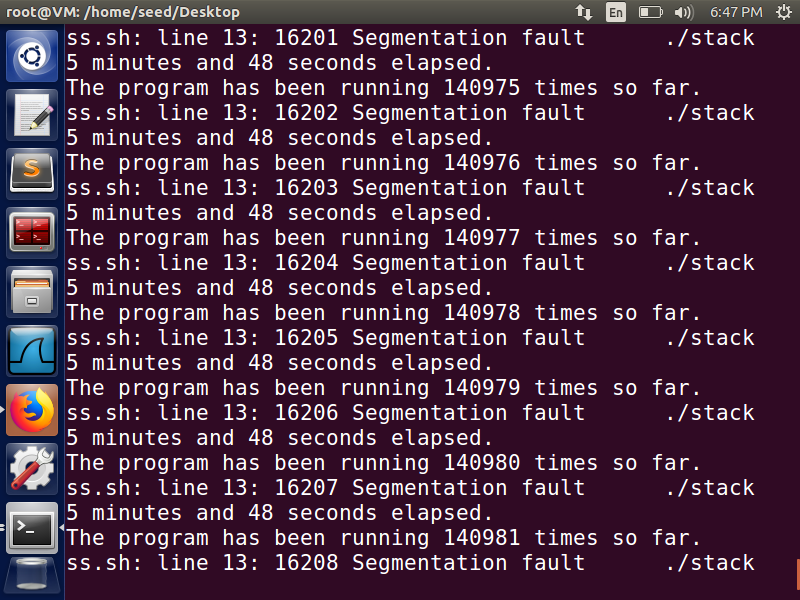 root@VM: /home/seed/Desktop
En
6:47 PM
ss.sh: line 13: 16201 Segmentation fault      ./stack
5 minutes and 48 seconds elapsed.
The program has been running 140975 times so far.
ss.sh: line 13: 16202 Segmentation fault      ./stack
5 minutes and 48 seconds elapsed.
The program has been running 140976 times so far.
ss.sh: line 13: 16203 Segmentation fault      ./stack
5 minutes and 48 seconds elapsed.
The program has been running 140977 times so far.
ss.sh: line 13: 16204 Segmentation fault      ./stack
5 minutes and 48 seconds elapsed.
The program has been running 140978 times so far.
ss.sh: line 13: 16205 Segmentation fault      ./stack
5 minutes and 48 seconds elapsed.
The program has been running 140979 times so far.
ss.sh: line 13: 16206 Segmentation fault      ./stack
5 minutes and 48 seconds elapsed.
The program has been running 140980 times so far.
ss.sh: line 13: 16207 Segmentation fault      ./stack
5 minutes and 48 seconds elapsed.
The program has been running 140981 times so far.
ss.sh: line 13: 16208 Segmentation fault      ./stack